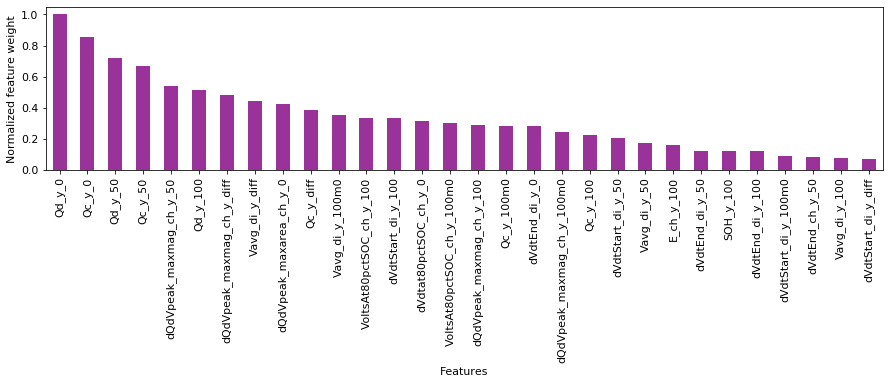 Normalized feature weight
1.0
0.8
0.6
0.4
0.2
0.0
Qd_y_0
Qc_y_0
Qd_y_50
Qc_y_50
dQdVpeak_maxmag_ch_y_50
Qd_y_100
dQdVpeak_maxmag_ch_y_diff
Vavg_di_y_diff
dQdVpeak_maxarea_ch_y_0
Qc_y_diff
Vavg_di_y_100m0
VoltsAt80pctSOC_ch_y_100
dVdtStart_di_y_100
dVdtat80pctSOC_ch_y_0
VoltsAt80pctSOC_ch_y_100m0
dQdVpeak_maxmag_ch_y_100
Qc_y_100m0
dVdtEnd_di_y_0
dQdVpeak_maxmag_ch_y_100m0
Qc_y_100
dVdtStart_di_y_50
Vavg_di_y_50
E_ch_y_100
dVdtEnd_di_y_50
SOH_y_100
dVdtEnd_di_y_100
dVdtStart_di_y_100m0
dVdtEnd_ch_y_50
Vavg_di_y_100
dVdtStart_di_y_diff
Features